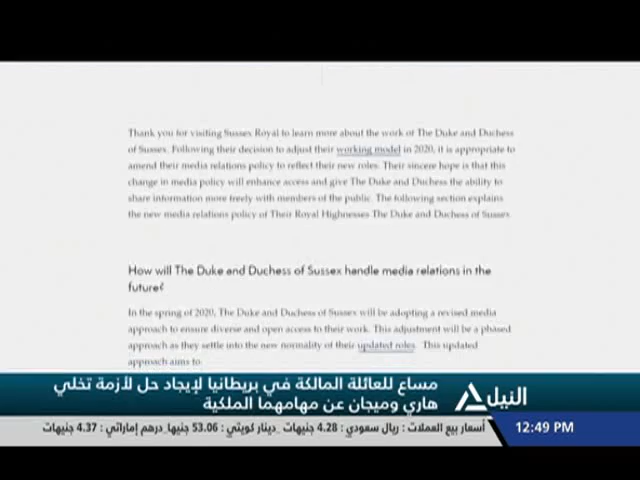 Thank you for visiting Sussex Royal to learn more about the work of The Duke and Duchess
of Sussex. Following their decision to adjust their working model in 2020, it is appropriate to
amend their media relations policy to reflect their new roles. Their sincere hope is that this
change in media policy will enhance access and give The Duke and Duchess the ability to
share information more freely with members of the public. The following section explains
the new media relations policy of Their Royal Highnesses The Duke and Duchess of Sussex
How will The Duke and Duchess of Sussex handle media relations in the
future?
In the spring of 2020, The Duke and Duchess of Sussex will be adopting a revised media
approach to ensure diverse and open access to their work. This adjustment will be a phased
approach as they settle into the new normality of their updated roles. This updated
approach aims to
مساع للعائلة المالكة في بريطانيا لإيجاد حل لأزمة تخلي
هاري وميجان عن مهامهما الملكية
النيل
أسعار بيع العملات : ريال سعودي : 4.28 جنيهات _دينار كويتي : 53.06 جنيها_درهم إماراتي : 4.37 جنيهات
12:49 PM